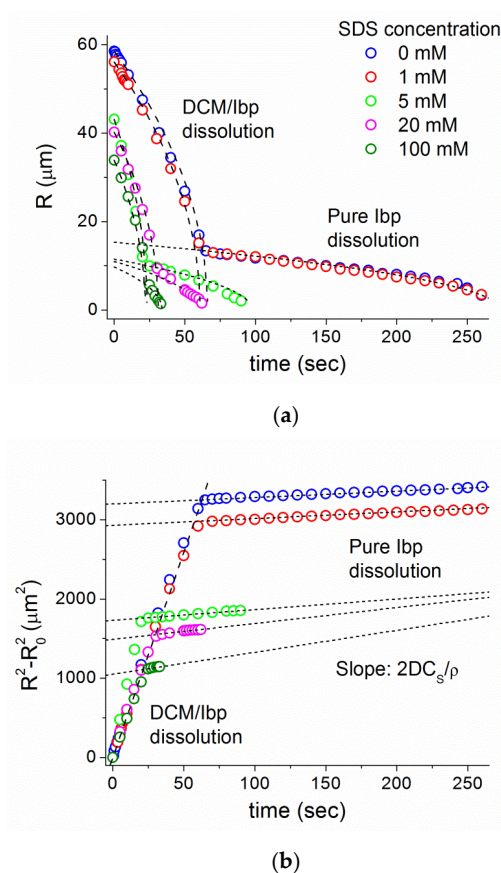 SDS concentration
0 mM
1 mM
5 mM
20 mM
100 mM
DCM/Ibp
dissolution
Pure Ibp
dissolution
R (μm)
60
40
20
0
0 50 100 150 200 250
time (sec)
(a)
R²-R₀² (μm²)
3000
2000
1000
0
Pure Ibp
dissolution
Slope: 2DCₛ/ρ
DCM/Ibp
dissolution
0 50 100 150 200 250
time (sec)
(b)